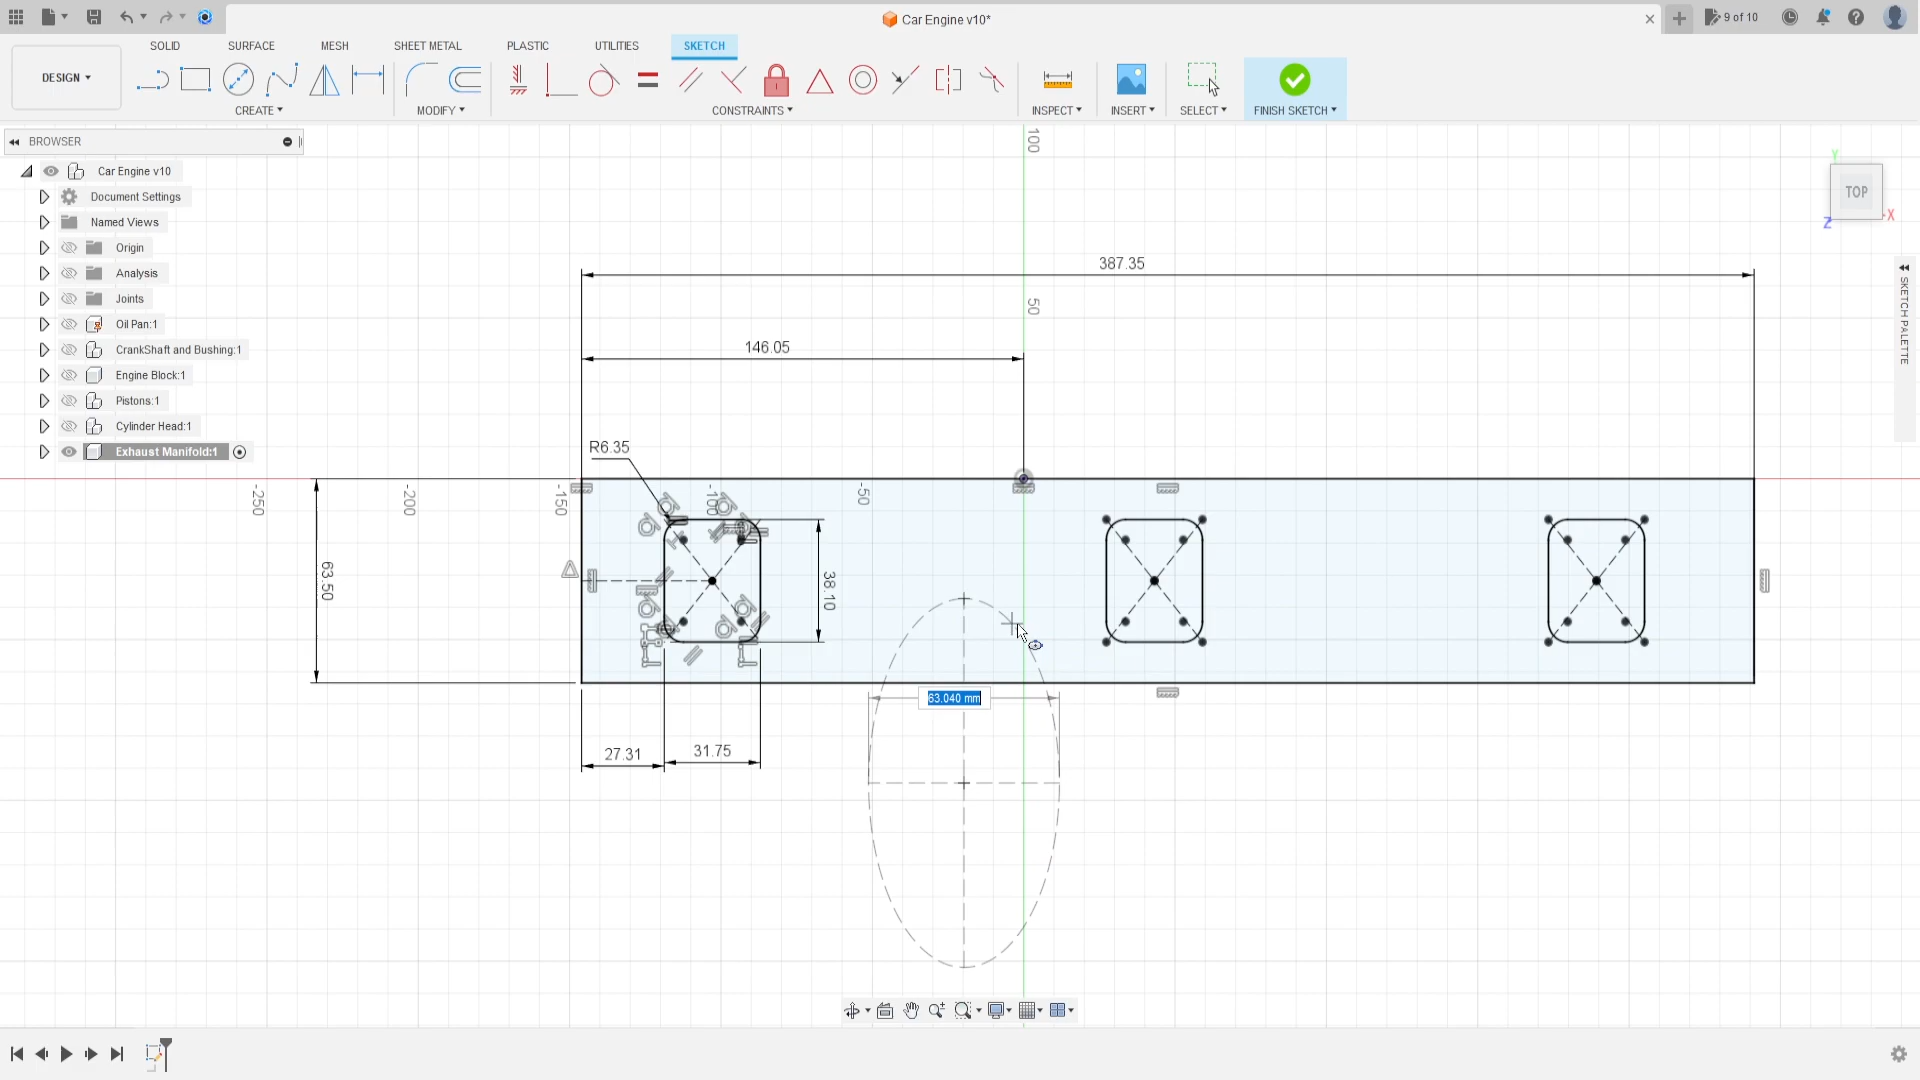 Car Engine v10*
9 of 10
SOLID
SURFACE
MESH
SHEET METAL
PLASTIC
UTILITIES
SKETCH
DESIGN
CREATE
MODIFY
CONSTRAINTS
INSPECT
INSERT
SELECT
FINISH SKETCH
BROWSER
Car Engine v10
Document Settings
Named Views
Origin
Analysis
Joints
Oil Pan:1
CrankShaft and Bushing:1
Engine Block:1
Pistons:1
Cylinder Head:1
Exhaust Manifold:1
Y
TOP
X
Z
SKETCH PALETTE
100
50
387.35
146.05
R6.35
-250
-200
-150
-100
-50
63.50
38.10
63.040 mm
27.31
31.75